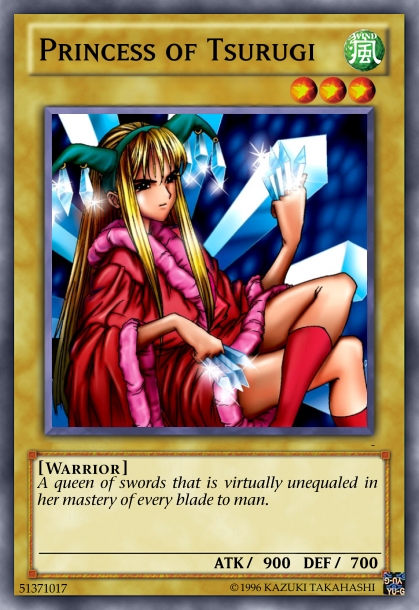 PRINCESS OF TSURUGI
WIND
風
-
[WARRIOR]
A queen of swords that is virtually unequaled in
her mastery of every blade to man.
ATK / 900 DEF / 700
51371017
©1996 KAZUKI TAKAHASHI